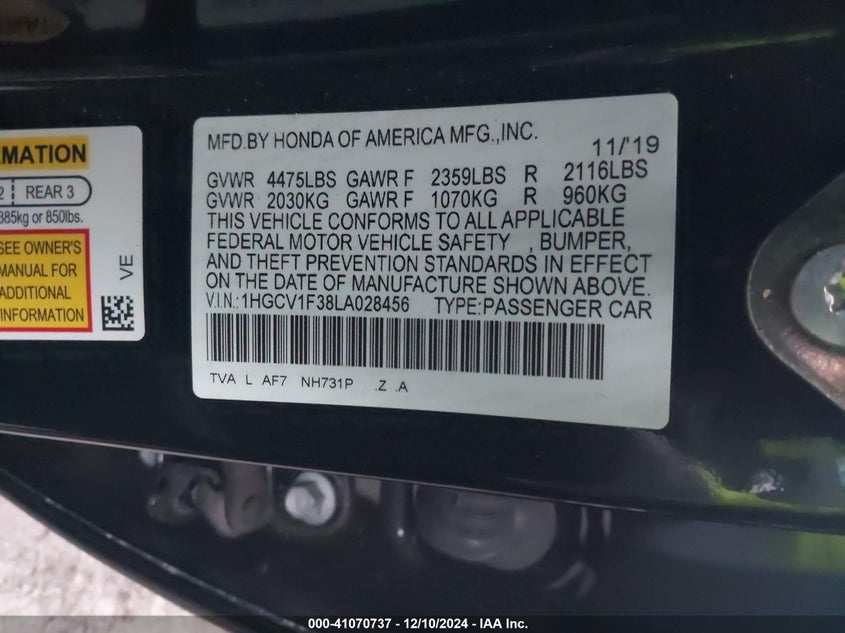 EMATION
2 REAR 3
385kg or 850lbs.
SEE OWNER'S
MANUAL FOR
ADDITIONAL
INFORMATION
VE
MFD.BY HONDA OF AMERICA MFG.,INC.
11/'19
GVWR 4475LBS GAWR F 2359LBS R 2116LBS
GVWR 2030KG GAWR F 1070KG R 960KG
THIS VEHICLE CONFORMS TO ALL APPLICABLE
FEDERAL MOTOR VEHICLE SAFETY , BUMPER,
AND THEFT PREVENTION STANDARDS IN EFFECT
ON THE DATE OF MANUFACTURE SHOWN ABOVE.
V.I.N.:1HGCV1F38LA028456 TYPE:PASSENGER CAR
TVA L AF7 NH731P .Z .A
000-41070737 - 12/10/2024 - IAA Inc.